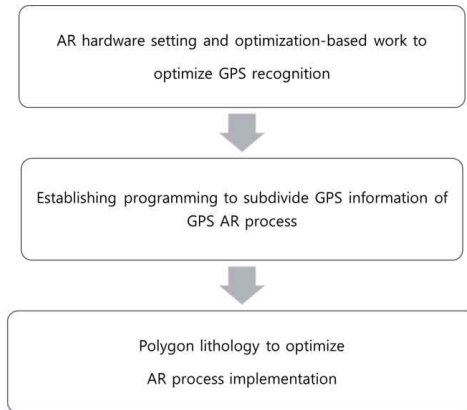 AR hardware setting and optimization-based work to
optimize GPS recognition
Establishing programming to subdivide GPS information of
GPS AR process
Polygon lithology to optimize
AR process implementation